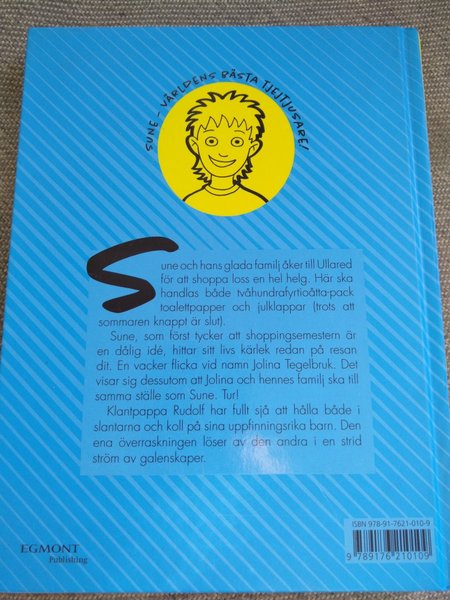 SUNE - VÄRLDENS BÄSTA TJEJTJUSARE!
Sune och hans glada familj åker till Ullared
för att shoppa loss en hel helg. Här ska
handlas både tvåhundrafyrtioåtta-pack
toalettpapper och julklappar (trots att
sommaren knappt är slut).
Sune, som först tycker att shoppingsemestern är
en dålig idé, hittar sitt livs kärlek redan på resan
dit. En vacker flicka vid namn Jolina Tegelbruk. Det
visar sig dessutom att Jolina och hennes familj ska till
samma ställe som Sune. Tur!
Klantpappa Rudolf har fullt sjå att hålla både i
slantarna och koll på sina uppfinningsrika barn. Den
ena överraskningen löser av den andra i en strid
ström av galenskaper.
ISBN 978-91-7621-010-9
9 789176 210109
EGMONT
Publishing